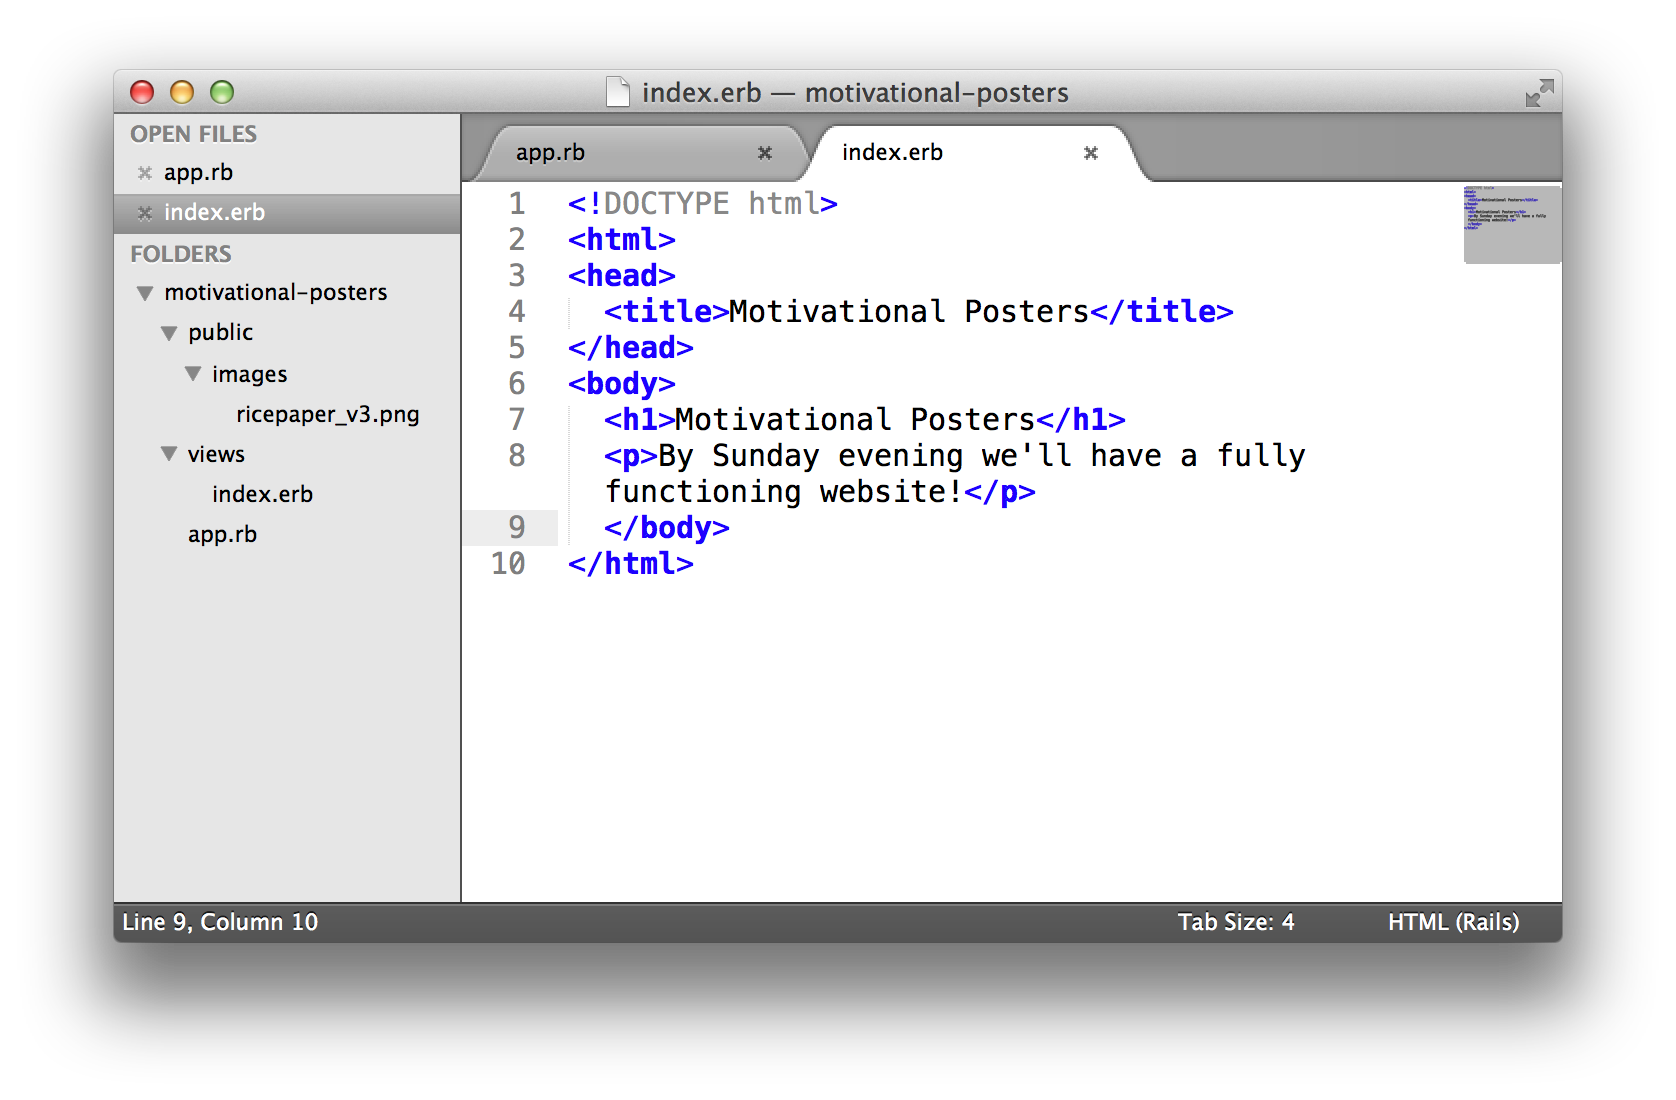 index.erb — motivational-posters
OPEN FILES
app.rb
index.erb
FOLDERS
motivational-posters
public
images
ricepaper_v3.png
views
index.erb
app.rb
app.rb
index.erb
1 <!DOCTYPE html>
2 <html>
3 <head>
4 <title>Motivational Posters</title>
5 </head>
6 <body>
7 <h1>Motivational Posters</h1>
8 <p>By Sunday evening we'll have a fully
functioning website!</p>
9 </body>
10 </html>
Line 9, Column 10
Tab Size: 4
HTML (Rails)